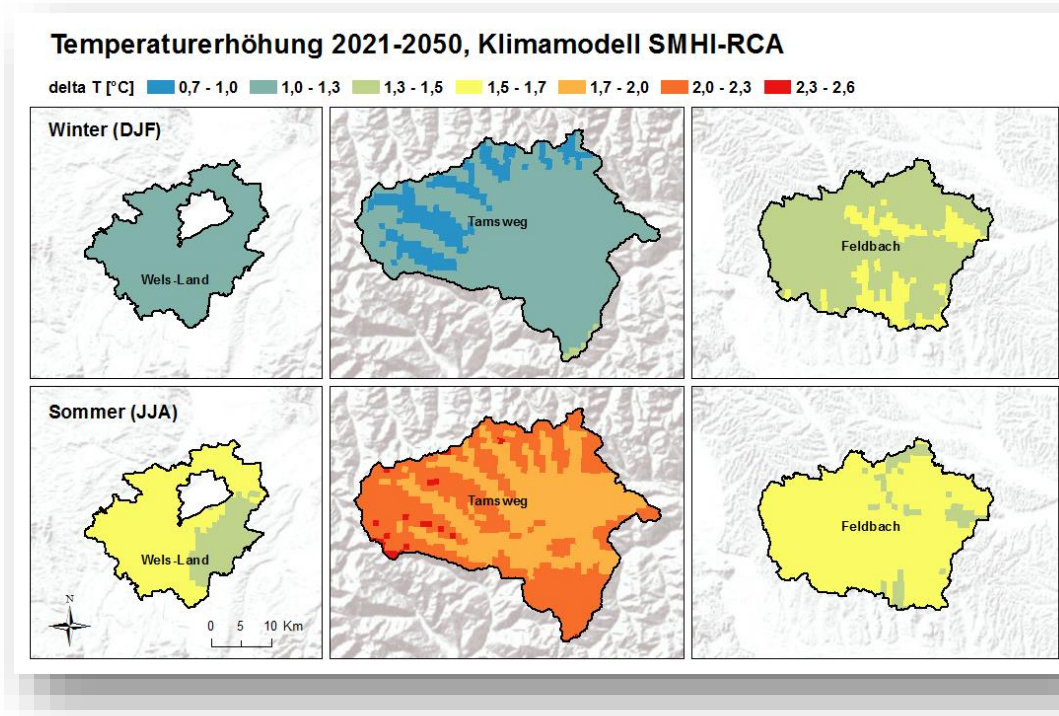 Temperaturerhöhung 2021-2050, Klimamodell SMHI-RCA
delta T [°C] 0,7 - 1,0 1,0 - 1,3 1,3 - 1,5 1,5 - 1,7 1,7 - 2,0 2,0 - 2,3 2,3 - 2,6
Winter (DJF)
Wels-Land
Tamsweg
Feldbach
Sommer (JJA)
Wels-Land
Tamsweg
Feldbach
N
0 5 10 Km